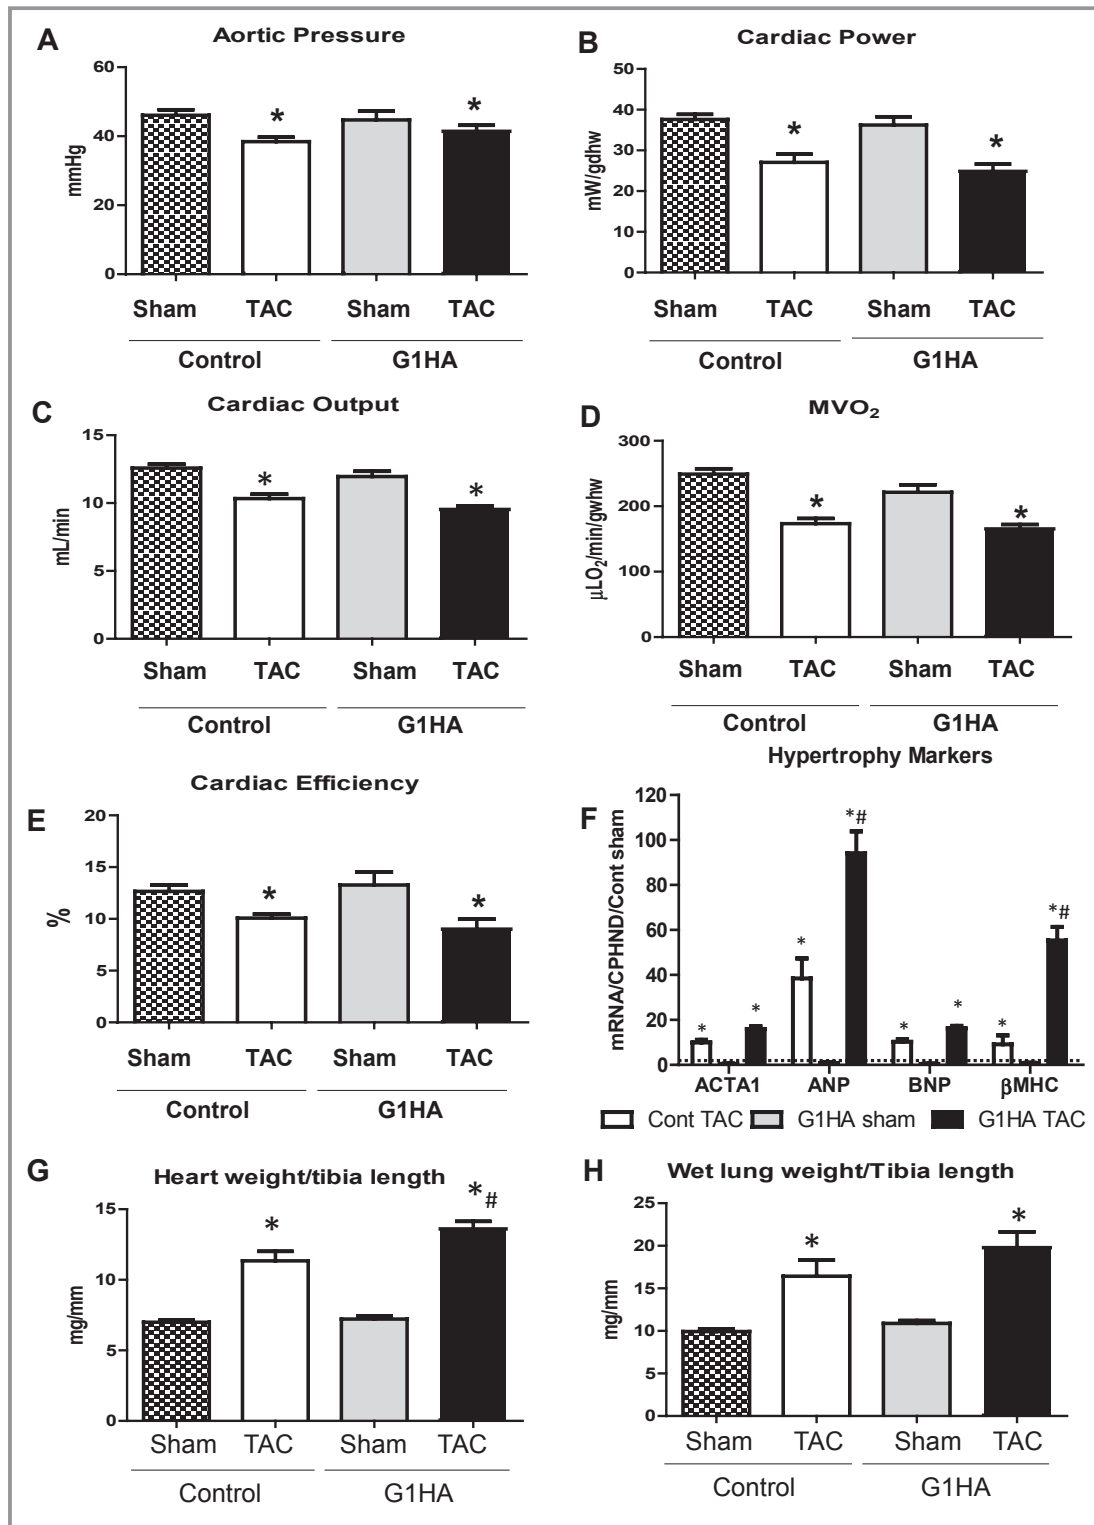 A
Aortic Pressure
60
40
20
0
mmHg
*
*
Sham TAC Sham TAC
Control G1HA
B
Cardiac Power
50
40
30
20
10
0
mW/gdhw
*
*
Sham TAC Sham TAC
Control G1HA
C
Cardiac Output
15
10
5
0
mL/min
*
*
Sham TAC Sham TAC
Control G1HA
D
MVO₂
300
200
100
0
μLO₂/min/gwhw
*
*
Sham TAC Sham TAC
Control G1HA
E
Cardiac Efficiency
20
15
10
5
0
%
*
*
Sham TAC Sham TAC
Control G1HA
Hypertrophy Markers
F
120
100
80
60
40
20
0
mRNA/CPHND/Cont sham
* * * *# * * * *#
ACTA1 ANP BNP βMHC
Cont TAC G1HA sham G1HA TAC
G
Heart weight/tibia length
15
10
5
0
mg/mm
*
*#
Sham TAC Sham TAC
Control G1HA
H
Wet lung weight/Tibia length
25
20
15
10
5
0
mg/mm
*
*
Sham TAC Sham TAC
Control G1HA